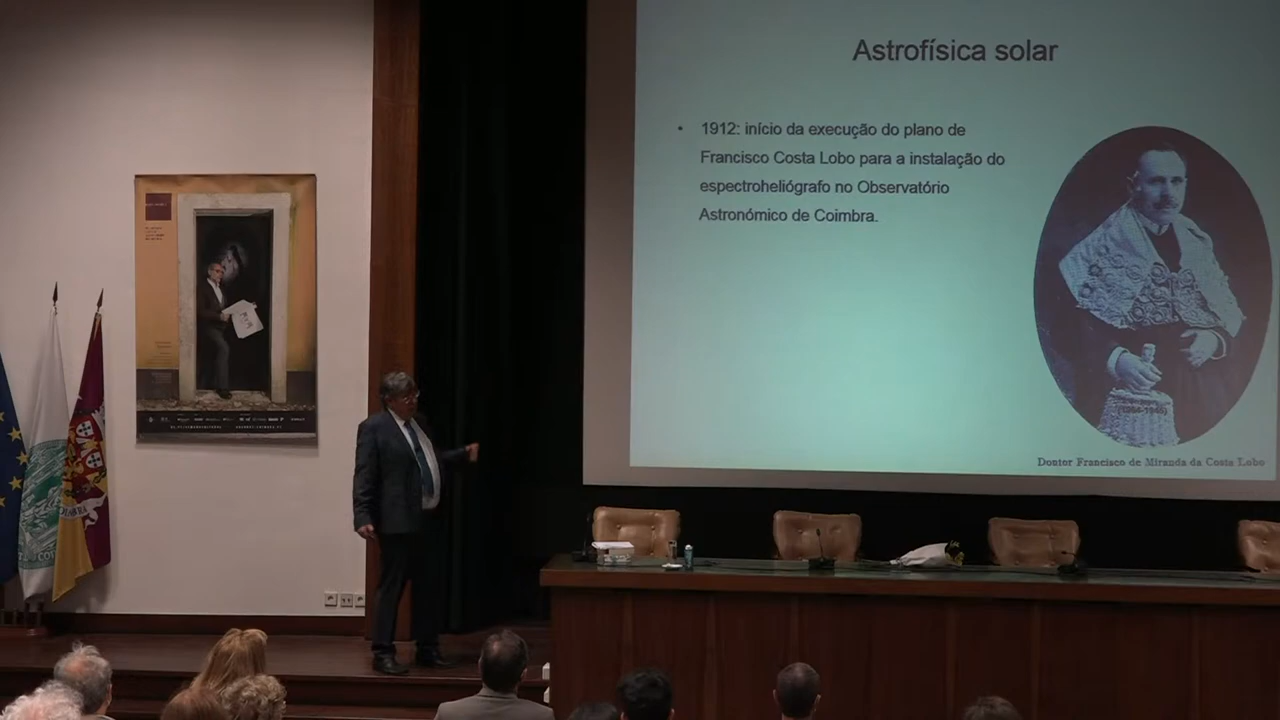 Astrofísica solar
• 1912: início da execução do plano de
Francisco Costa Lobo para a instalação do
espectroheliógrafo no Observatório
Astronómico de Coimbra.
Doutor Francisco de Miranda da Costa Lobo